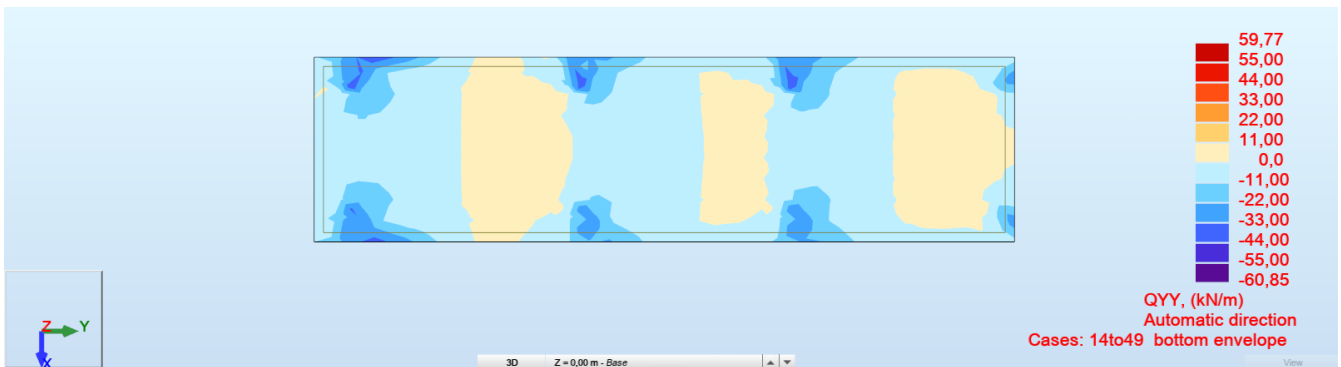 59,77
55,00
44,00
33,00
22,00
11,00
0,0
-11,00
-22,00
-33,00
-44,00
-55,00
-60,85
QYY, (kN/m)
Automatic direction
Cases: 14to49 bottom envelope
Z Y
X
3D Z = 0,00 m - Base
View